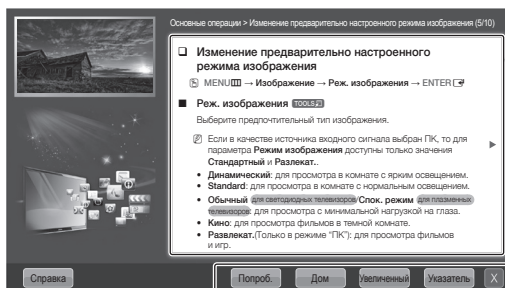 Основные операции > Изменение предварительно настроенного режима изображения (5/10)
Изменение предварительно настроенного
режима изображения
MENU → Изображение → Реж. изображения → ENTER
Реж. изображения TOOLS
Выберите предпочтительный тип изображения.
Если в качестве источника входного сигнала выбран ПК, то для
параметра Режим изображения доступны только значения
Стандартный и Разлекат..
• Динамический: для просмотра в комнате с ярким освещением.
• Standard: для просмотра в комнате с нормальным освещением.
• Обычный для светодиодных телевизоров/Спок. режим для плазменных
телевизоров: для просмотра с минимальной нагрузкой на глаза.
• Кино: для просмотра фильмов в темной комнате.
• Развлекат.(Только в режиме "ПК"): для просмотра фильмов
и игр.
Справка Попроб. Дом Увеличенный Указатель X